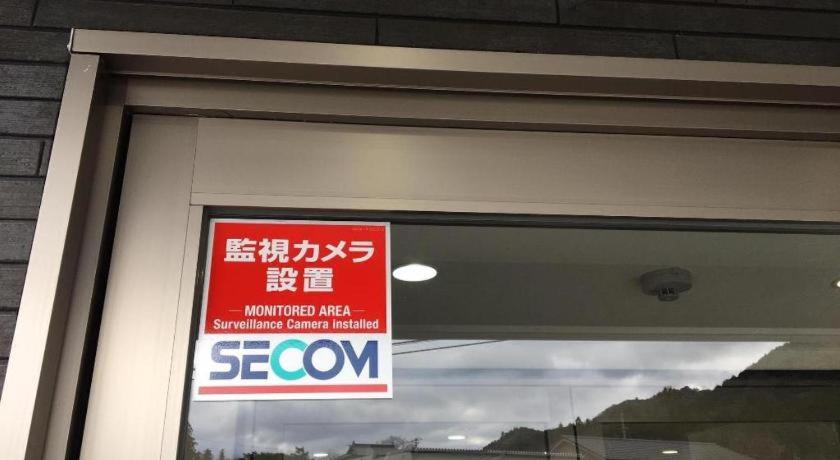 監視カメラ
設置
MONITORED AREA
Surveillance Camera installed
SECOM